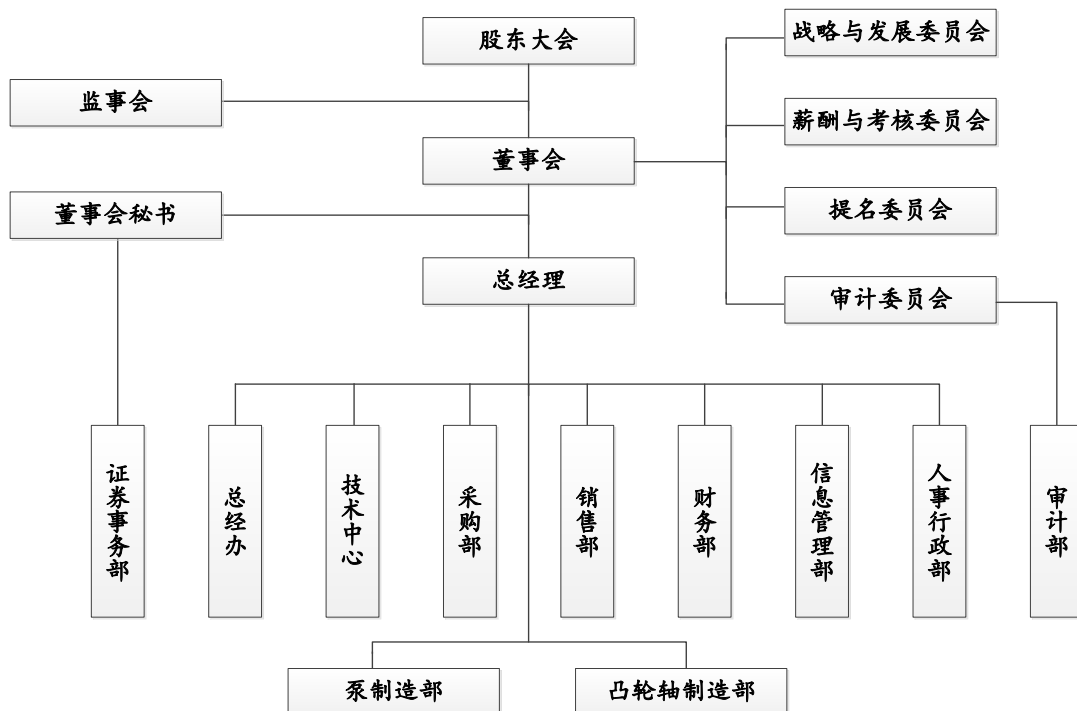 股东大会
战略与发展委员会
监事会
薪酬与考核委员会
董事会
董事会秘书
提名委员会
总经理
审计委员会
证券事务部
总经办
技术中心
采购部
销售部
财务部
信息管理部
人事行政部
审计部
泵制造部
凸轮轴制造部